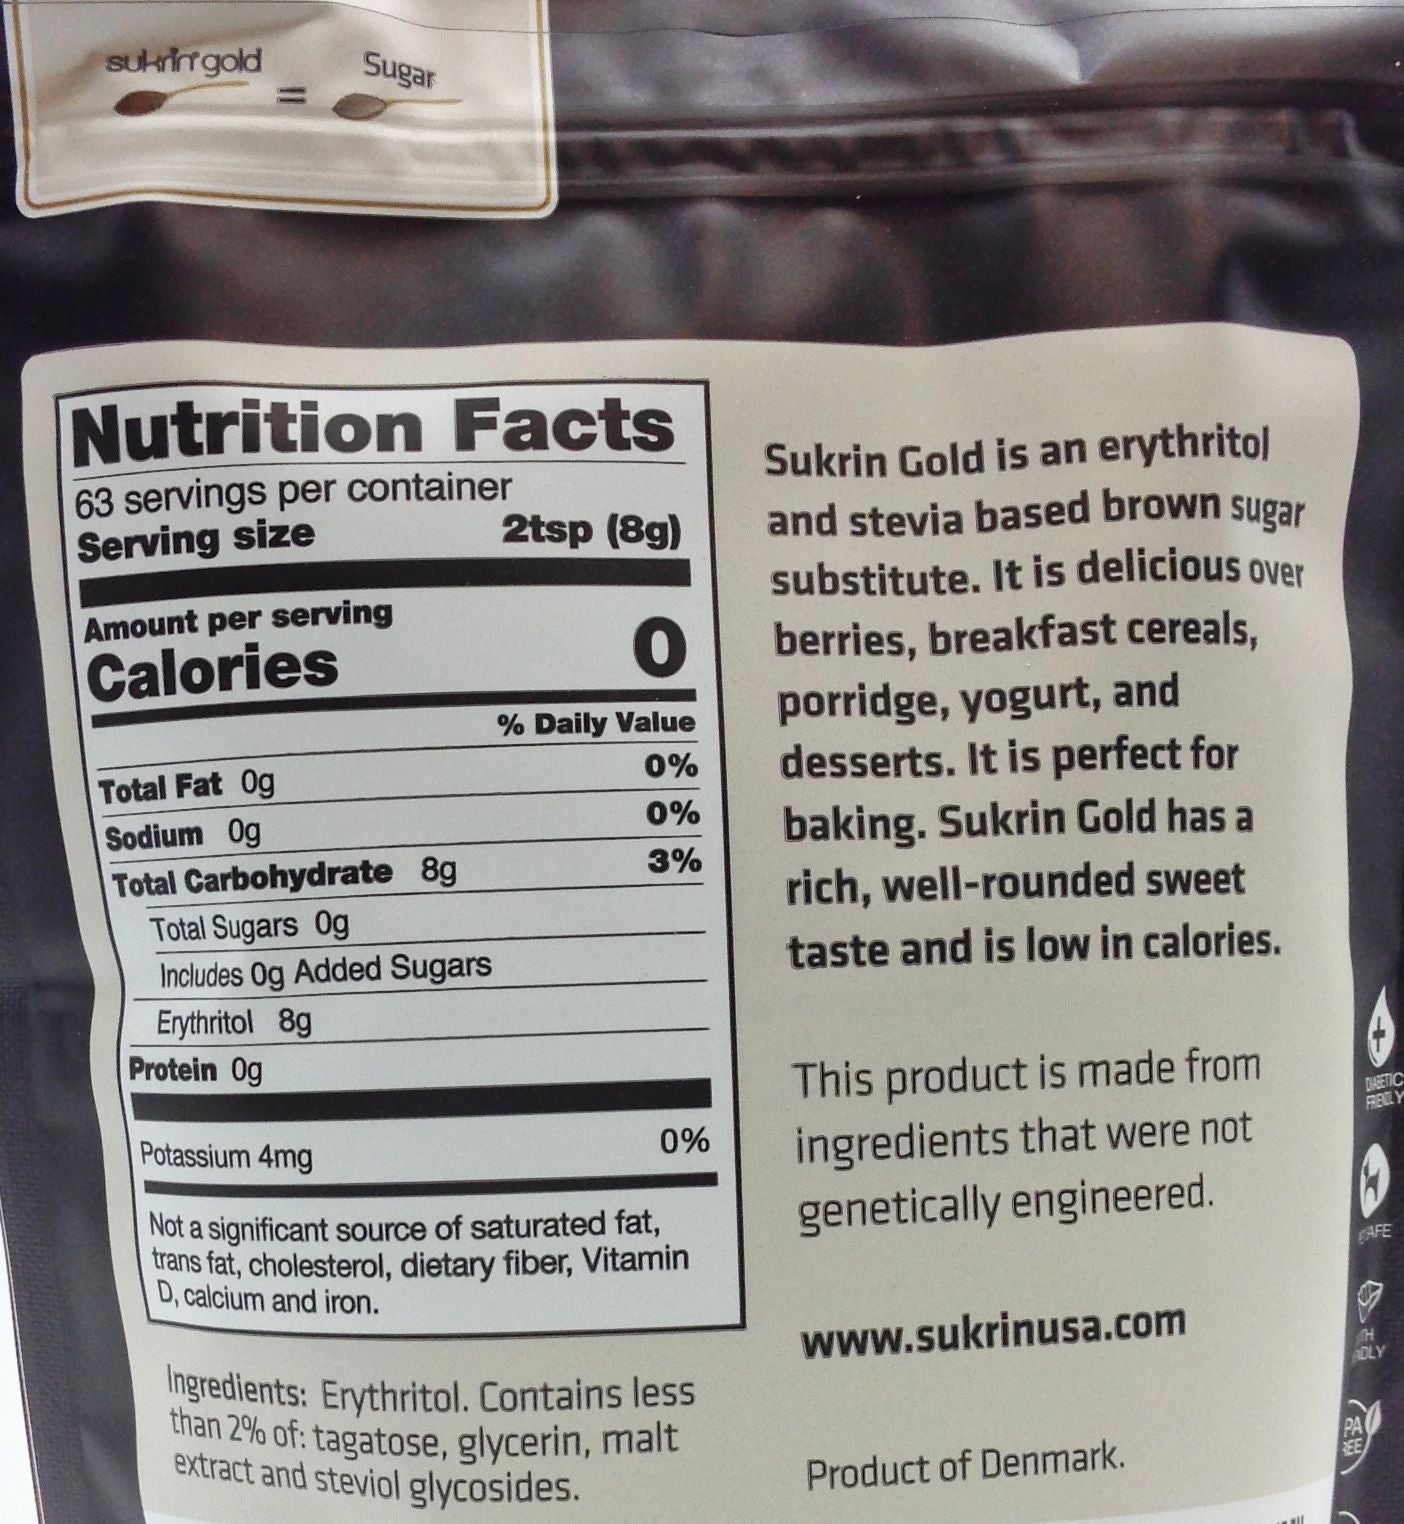 sukrin gold = Sugar
Nutrition Facts
63 servings per container
Serving size 2tsp (8g)
Amount per serving
Calories 0
% Daily Value
Total Fat 0g 0%
Sodium 0g 0%
Total Carbohydrate 8g 3%
Total Sugars 0g
Includes 0g Added Sugars
Erythritol 8g
Protein 0g
Potassium 4mg 0%
Not a significant source of saturated fat,
trans fat, cholesterol, dietary fiber, Vitamin
D, calcium and iron.
Ingredients: Erythritol. Contains less
than 2% of: tagatose, glycerin, malt
extract and steviol glycosides.
Sukrin Gold is an erythritol
and stevia based brown sugar
substitute. It is delicious over
berries, breakfast cereals,
porridge, yogurt, and
desserts. It is perfect for
baking. Sukrin Gold has a
rich, well-rounded sweet
taste and is low in calories.
This product is made from
ingredients that were not
genetically engineered.
www.sukrinusa.com
Product of Denmark.
DIABETIC
FRIENDLY